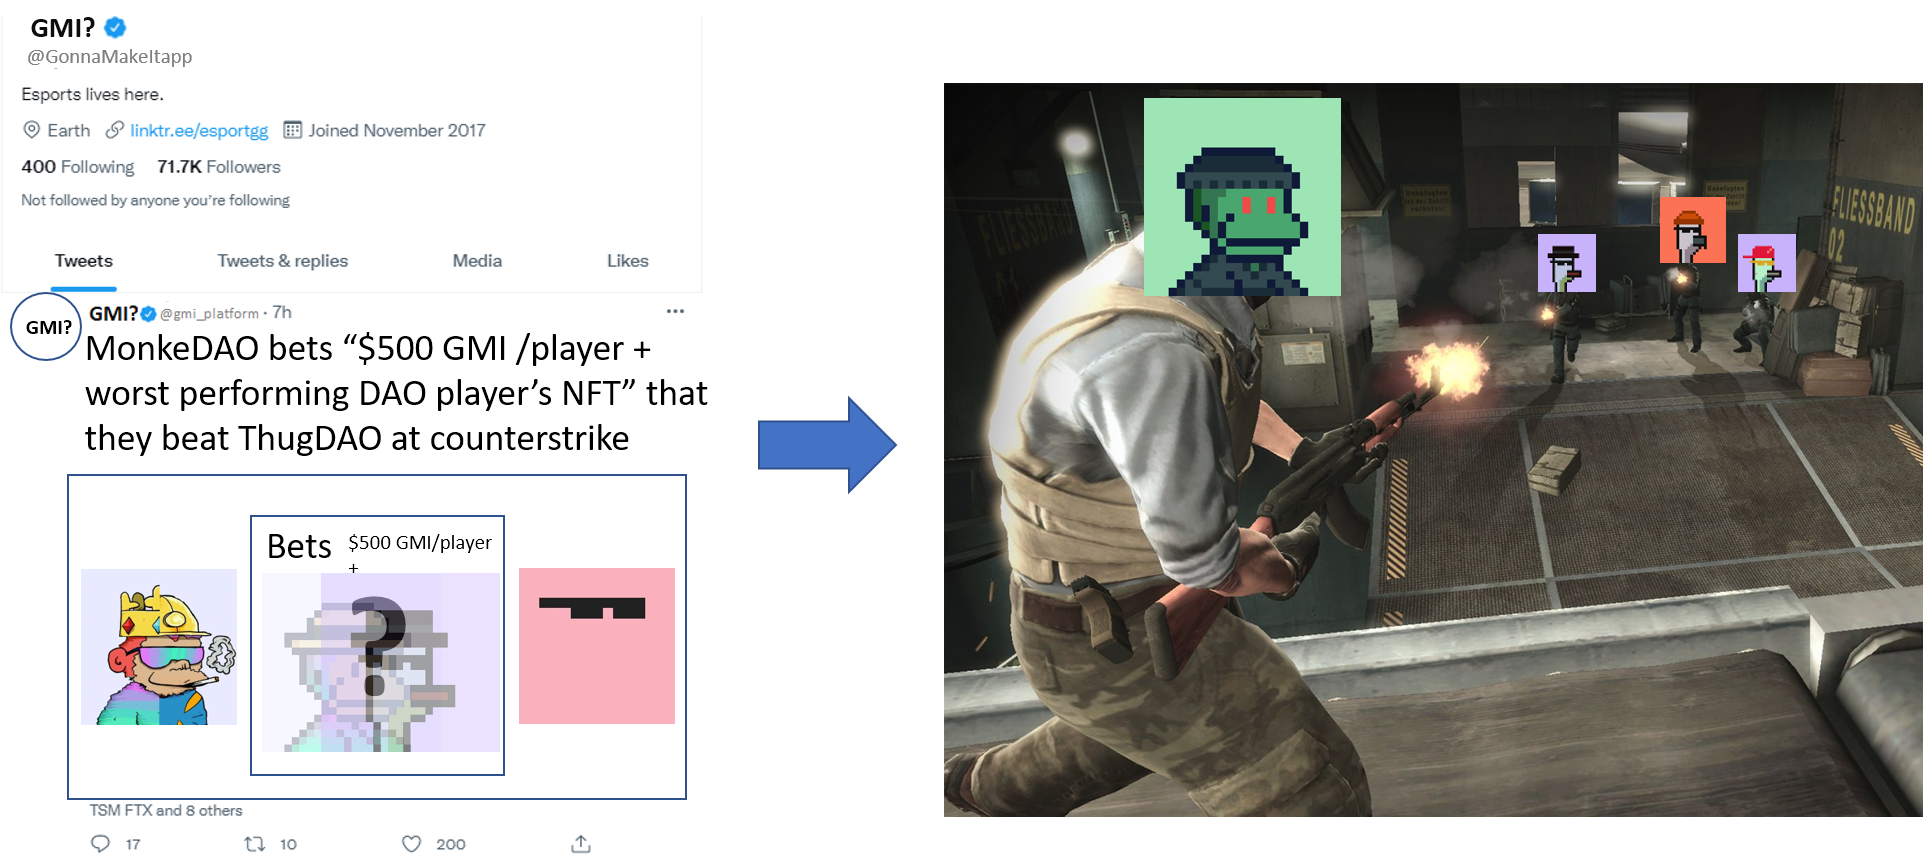 GMI?
@GonnaMakeItapp
Esports lives here.
Earth linktr.ee/esportgg Joined November 2017
400 Following 71.7K Followers
Not followed by anyone you're following
Tweets Tweets & replies Media Likes
GMI?
GMI? @gmi_platform · 7h
MonkeDAO bets “$500 GMI /player +
worst performing DAO player’s NFT” that
they beat ThugDAO at counterstrike
Bets $500 GMI/player
+
?
TSM FTX and 8 others
17 10 200
FLIESSBAND
02